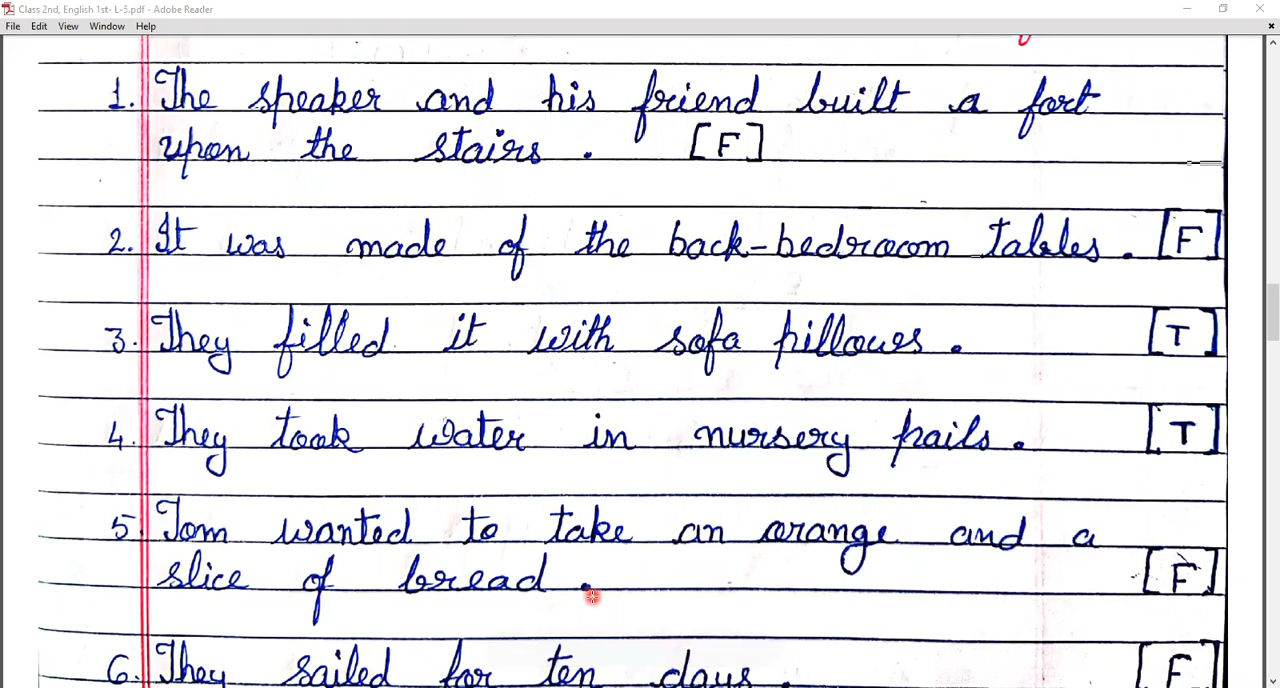 Class 2nd, English 1st- L-5.pdf - Adobe Reader
File Edit View Window Help
1. The speaker and his friend built a fort
upon the stairs. [F]
2. It was made of the back-bedroom tables. [F]
3. They filled it with sofa pillows. [T]
4. They took water in nursery pails. [T]
5. Tom wanted to take an orange and a
slice of bread. [F]
6. They sailed for ten days. [F